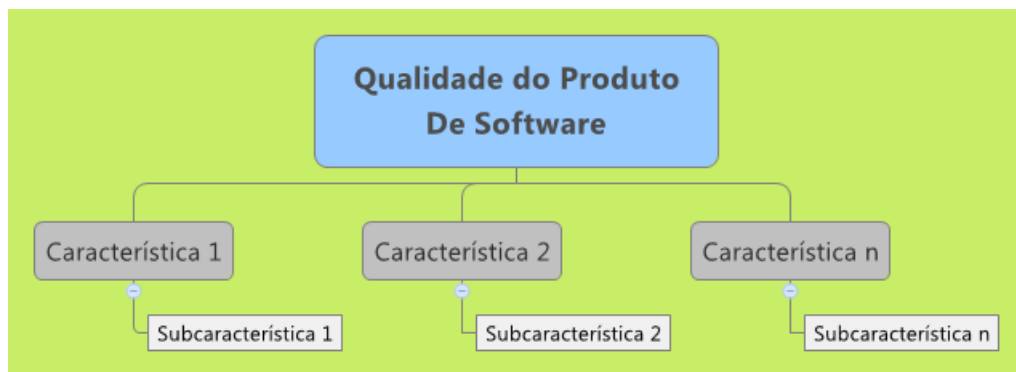 Qualidade do Produto
De Software
Característica 1
Característica 2
Característica n
Subcaracterística 1
Subcaracterística 2
Subcaracterística n